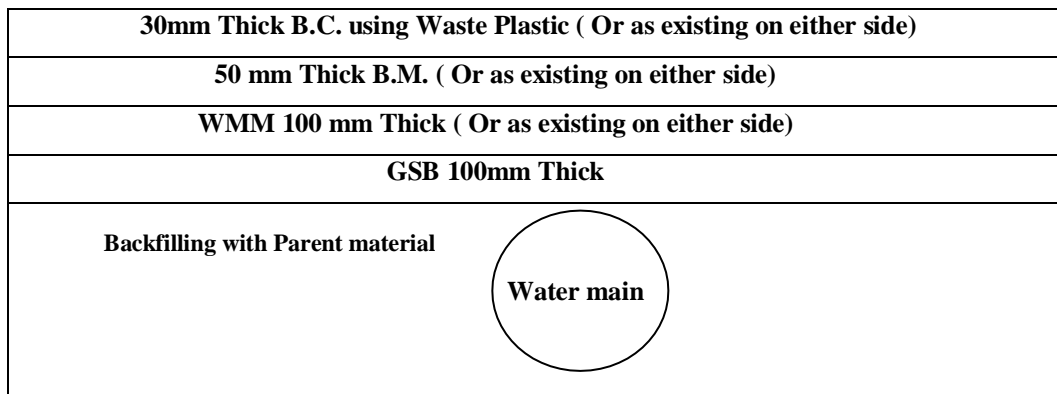 30mm Thick B.C. using Waste Plastic ( Or as existing on either side)
50 mm Thick B.M. ( Or as existing on either side)
WMM 100 mm Thick ( Or as existing on either side)
GSB 100mm Thick
Backfilling with Parent material
Water main